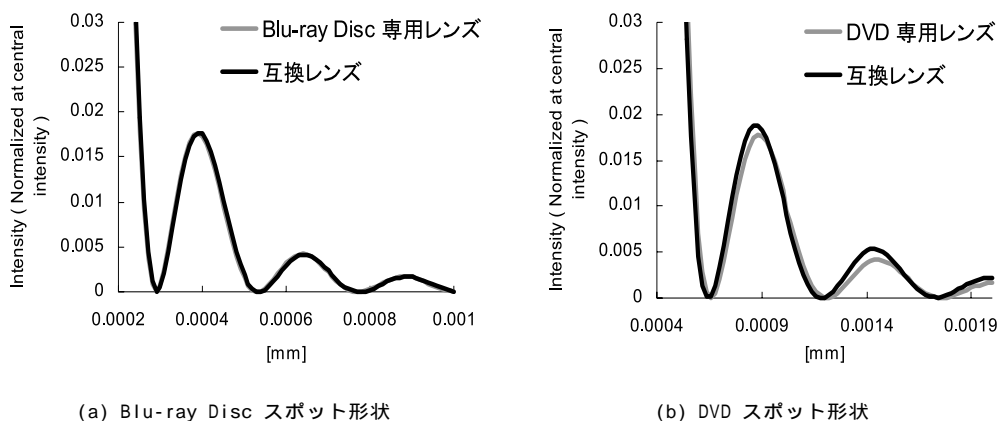 0.03
0.025
0.02
0.015
0.01
0.005
0
Intensity ( Normalized at central
intensity )
Blu-ray Disc 専用レンズ
互換レンズ
0.0002 0.0004 0.0006 0.0008 0.001
[mm]
(a) Blu-ray Disc スポット形状
0.03
0.025
0.02
0.015
0.01
0.005
0
Intensity ( Normalized at central
intensity )
DVD 専用レンズ
互換レンズ
0.0004 0.0009 0.0014 0.0019
[mm]
(b) DVD スポット形状